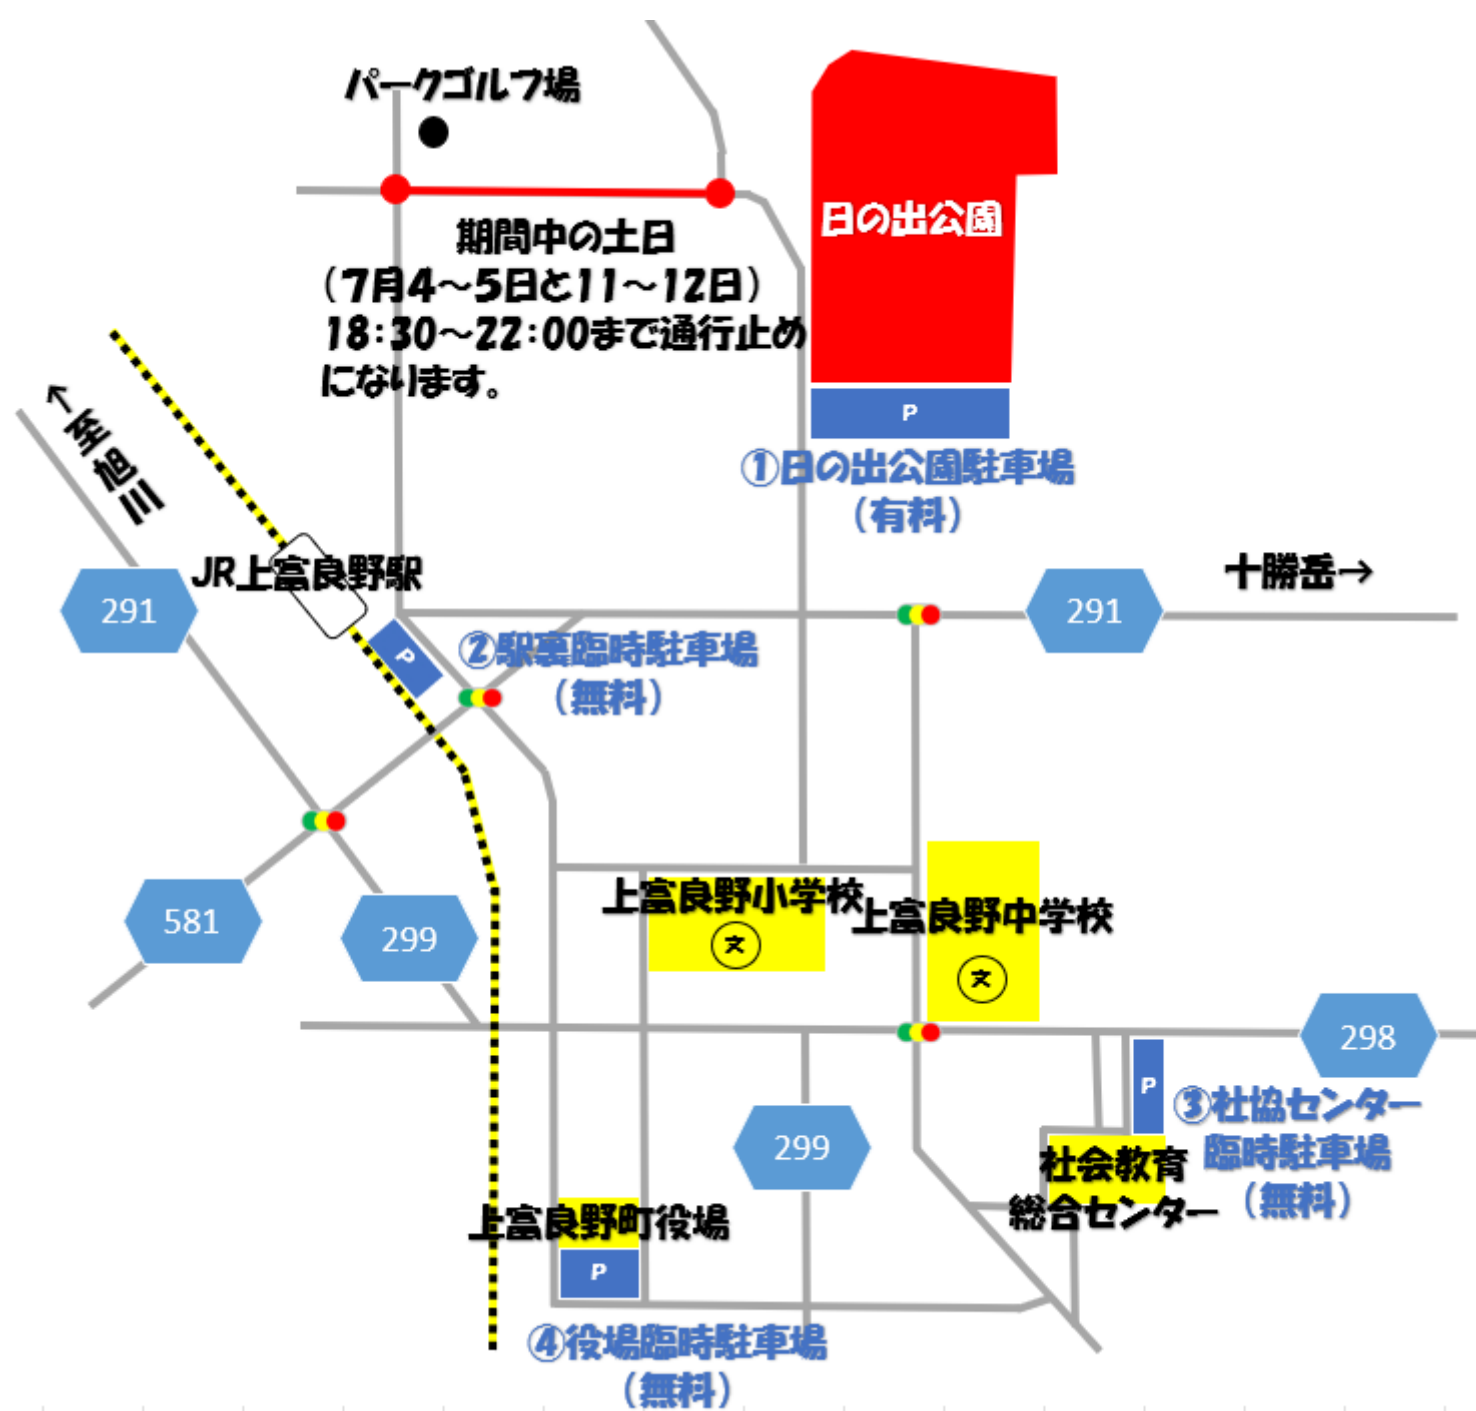 パークゴルフ場
日の出公園
期間中の土日
（7月4～5日と11～12日）
18：30～22：00まで通行止め
になります。
P
①日の出公園駐車場
（有料）
←至旭川
JR上富良野駅
十勝岳→
291
291
P
②駅裏臨時駐車場
（無料）
581
299
上富良野小学校
文
上富良野中学校
文
298
P
③社協センター
臨時駐車場
（無料）
299
社会教育
総合センター
上富良野町役場
P
④役場臨時駐車場
（無料）